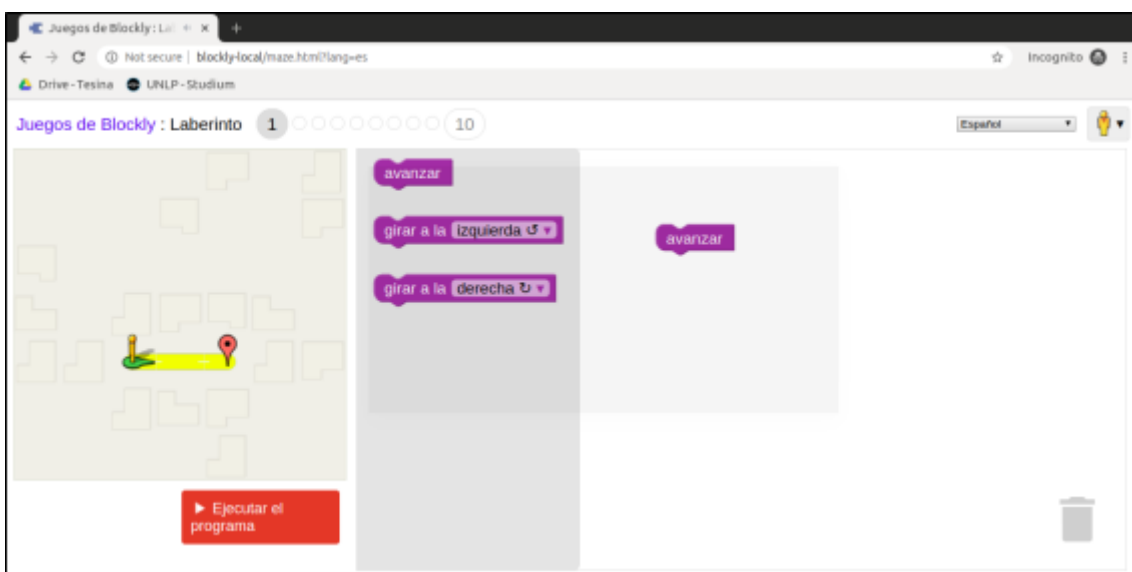 Juegos de Blockly : La
Not secure | blockly-local/maze.html?lang=es
Incognito
Drive-Tesina UNLP-Studium
Juegos de Blockly : Laberinto 1 10
Español
avanzar
girar a la izquierda ↺ ▾
avanzar
girar a la derecha ↻ ▾
▶ Ejecutar el
programa